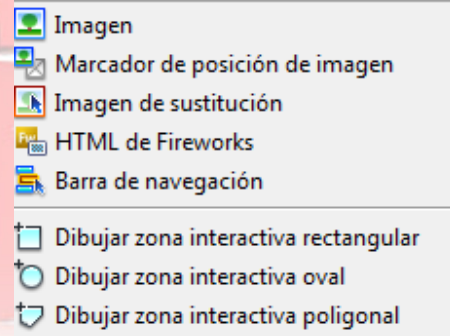 Imagen
Marcador de posición de imagen
Imagen de sustitución
HTML de Fireworks
Barra de navegación
Dibujar zona interactiva rectangular
Dibujar zona interactiva oval
Dibujar zona interactiva poligonal